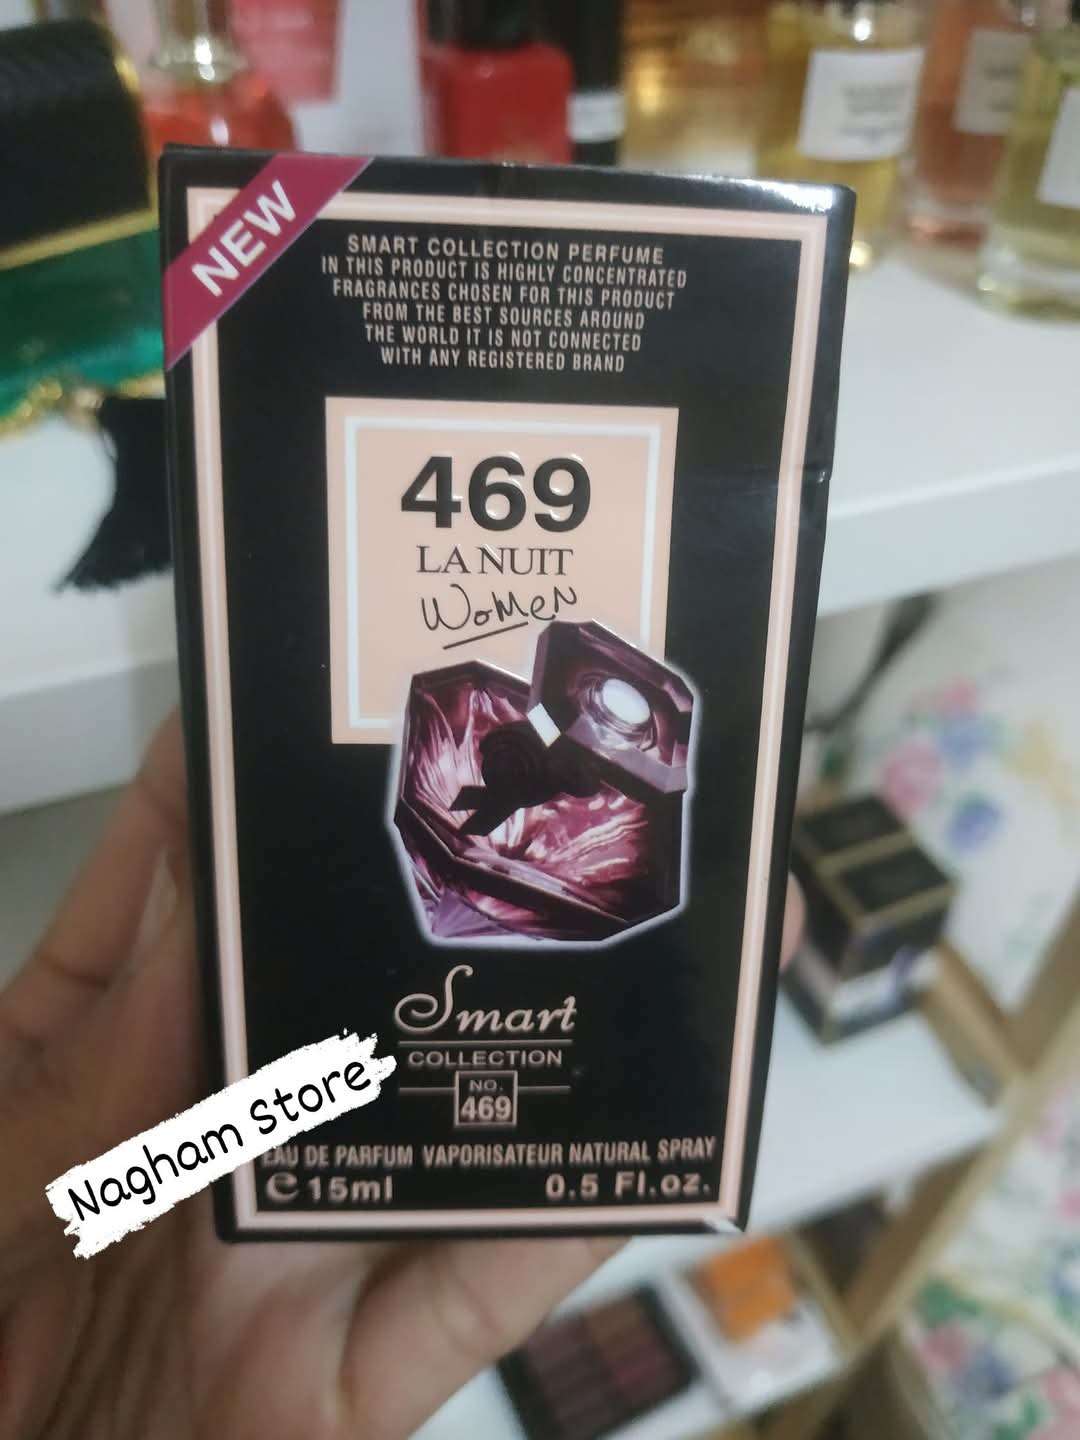 NEW
SMART COLLECTION PERFUME
IN THIS PRODUCT IS HIGHLY CONCENTRATED
FRAGRANCES CHOSEN FOR THIS PRODUCT
FROM THE BEST SOURCES AROUND
THE WORLD IT IS NOT CONNECTED
WITH ANY REGISTERED BRAND
469
LA NUIT
WoMeN
Smart
COLLECTION
NO.
469
Nagham Store
EAU DE PARFUM VAPORISATEUR NATURAL SPRAY
℮ 15ml 0.5 Fl.oz.